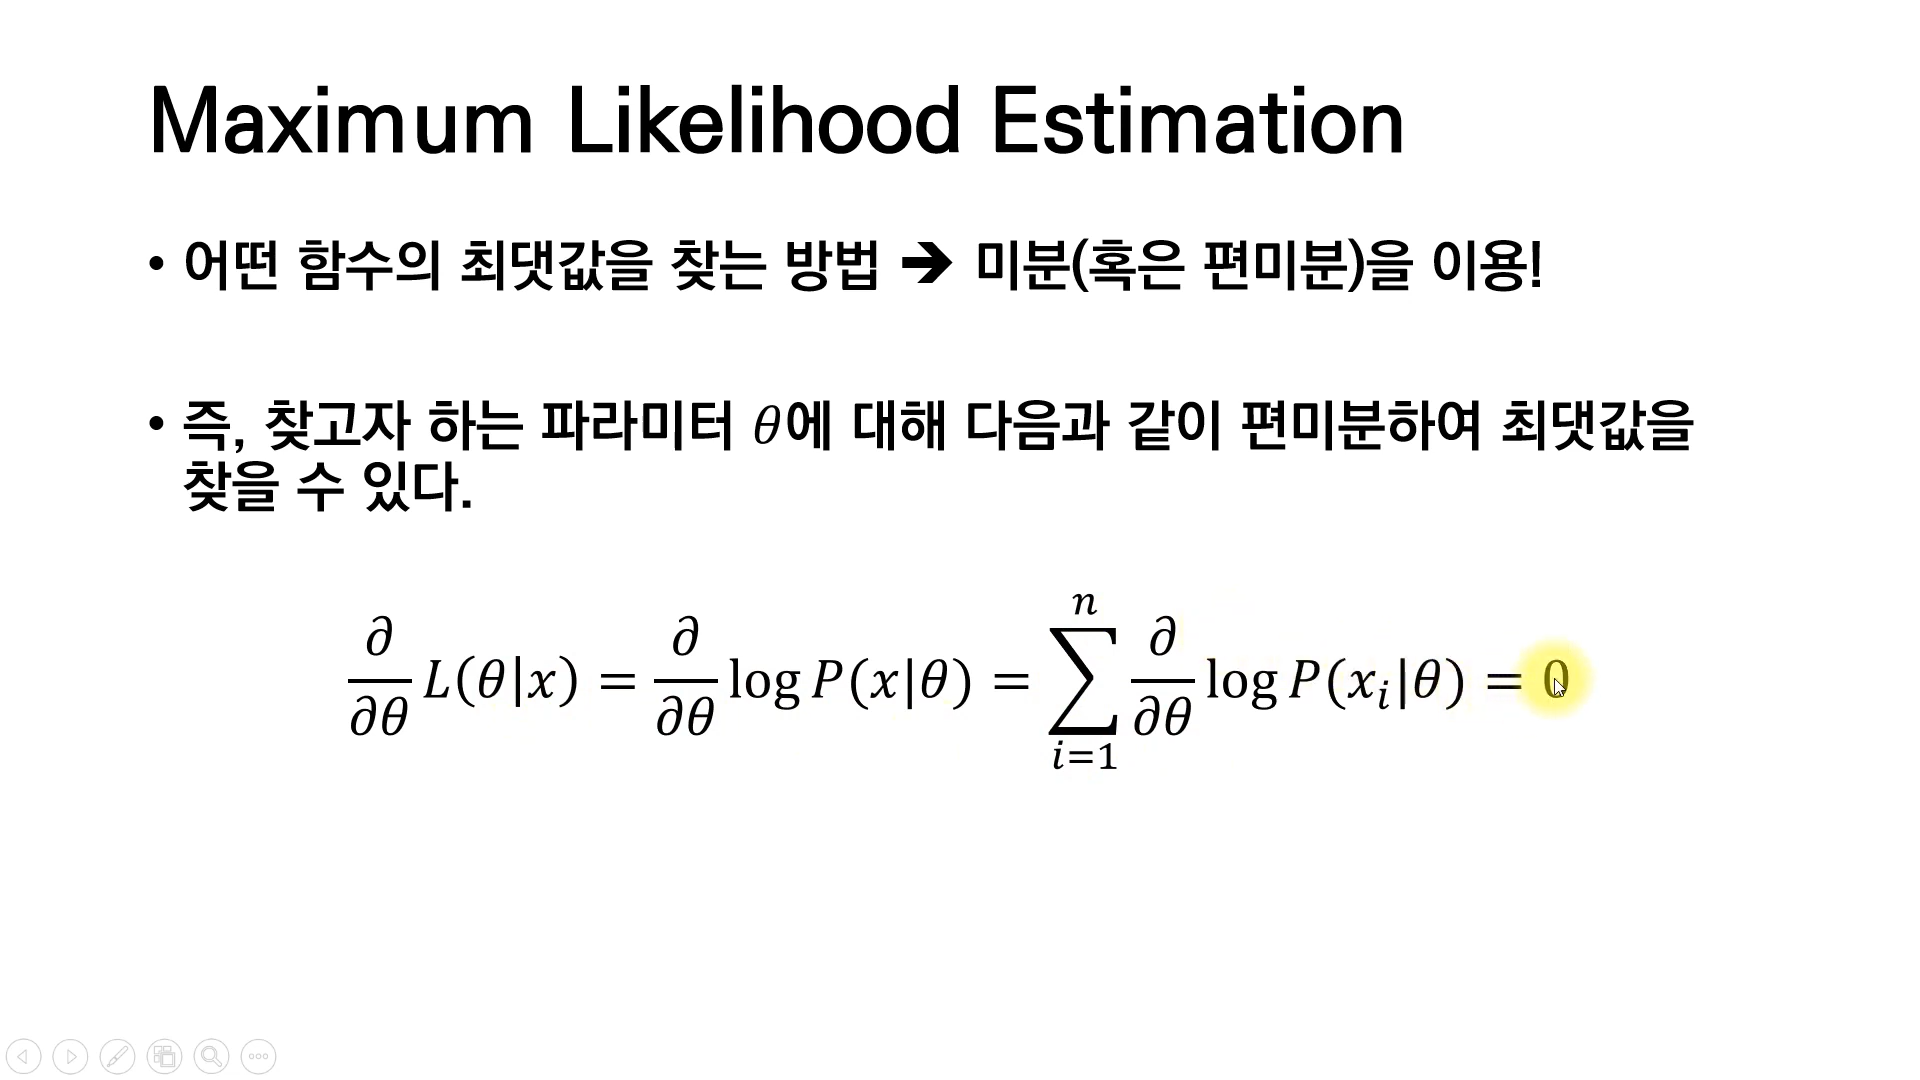 Maximum Likelihood Estimation
• 어떤 함수의 최댓값을 찾는 방법 ➔ 미분(혹은 편미분)을 이용!
• 즉, 찾고자 하는 파라미터 θ에 대해 다음과 같이 편미분하여 최댓값을
찾을 수 있다.
∂/∂θ L(θ|x) = ∂/∂θ log P(x|θ) = ∑_{i=1}^{n} ∂/∂θ log P(x_i|θ) = 0